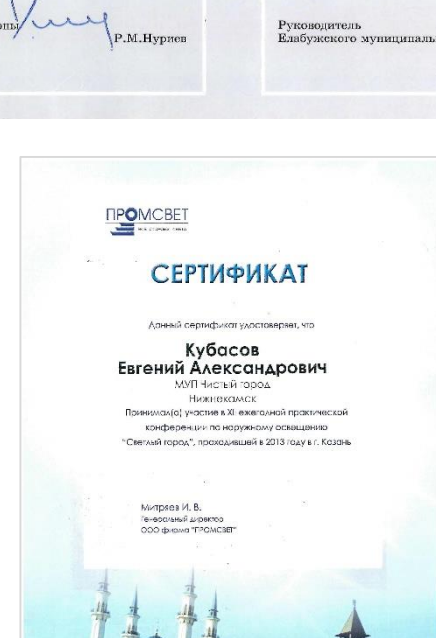 Р.М.Нуриев
Руководитель
Елабужского муниципаль
ПРОМСВЕТ
СЕРТИФИКАТ
Данный сертификат удостоверяет, что
Кубасов
Евгений Александрович
МУП Чистый город
Нижнекамск
Принимал(а) участие в XI ежегодной практической
конференции по наружному освещению
"Светлый город", проходившей в 2013 году в г. Казань
Митряев И. В.
Генеральный директор
ООО фирма "ПРОМСВЕТ"